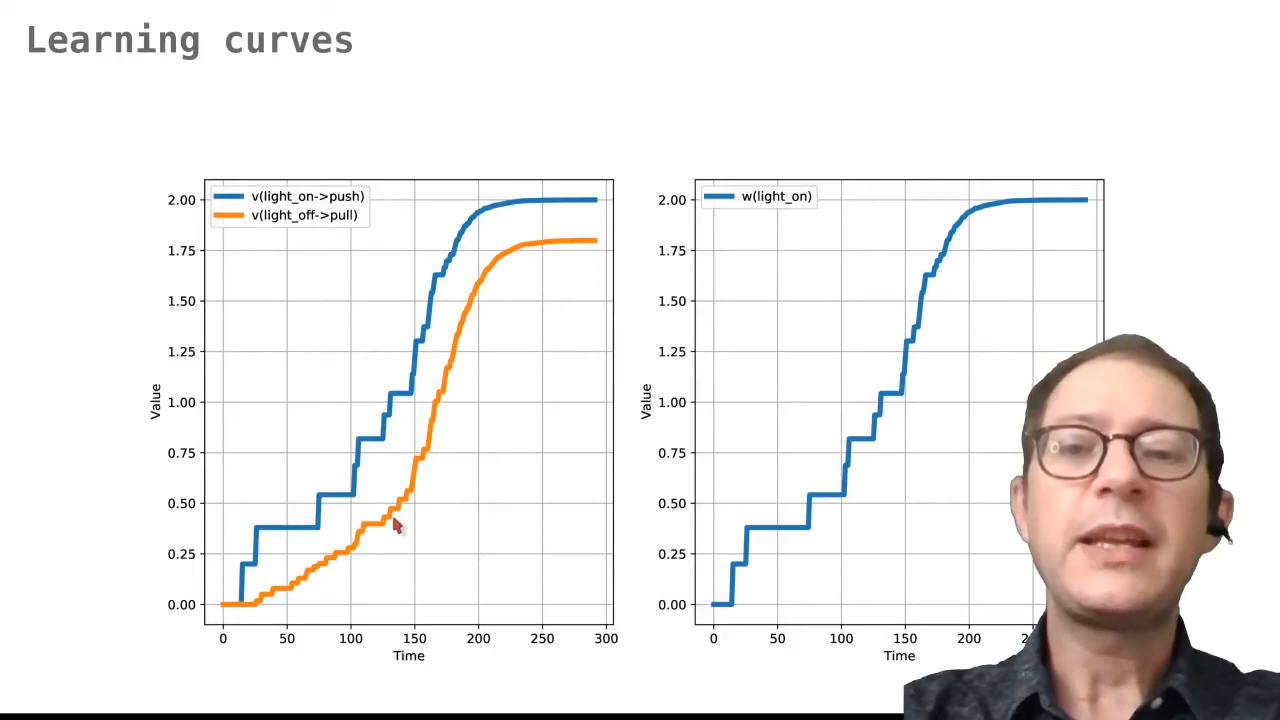 Learning curves
v(light_on->push)
v(light_off->pull)
2.00
1.75
1.50
1.25
1.00
0.75
0.50
0.25
0.00
Value
0 50 100 150 200 250 300
Time
w(light_on)
2.00
1.75
1.50
1.25
1.00
0.75
0.50
0.25
0.00
Value
0 50 100 150 200
Time